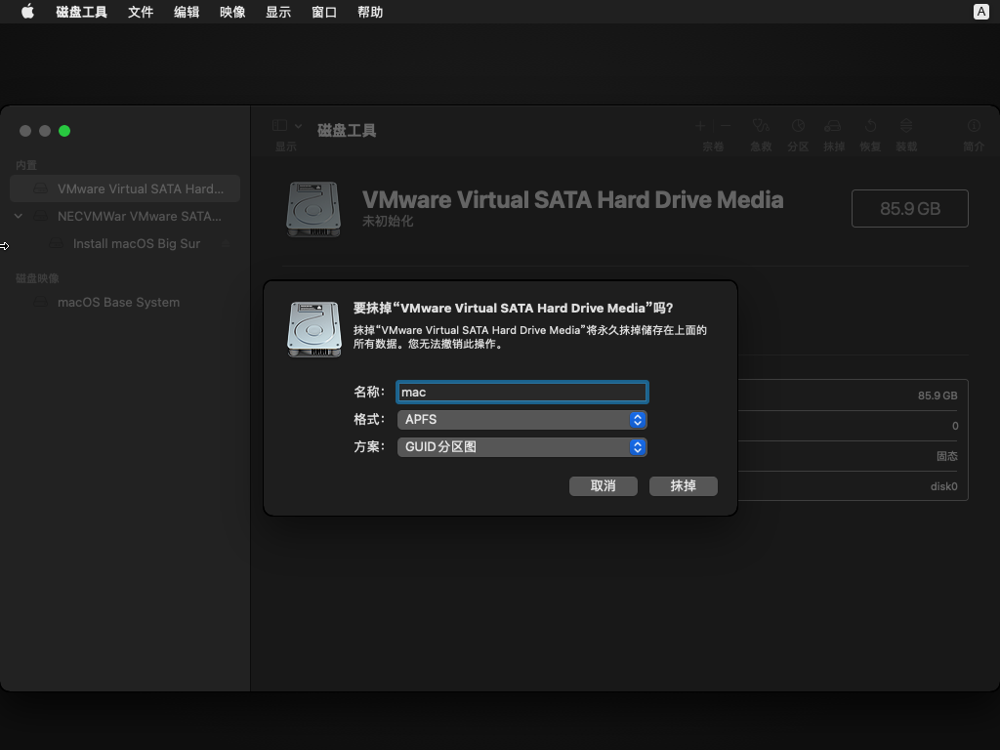 磁盘工具 文件 编辑 映像 显示 窗口 帮助 A
磁盘工具
显示 宗卷 急救 分区 抹掉 恢复 装载 简介
内置
VMware Virtual SATA Hard...
NECVMWar VMware SATA...
Install macOS Big Sur
磁盘映像
macOS Base System
VMware Virtual SATA Hard Drive Media
未初始化
85.9 GB
要抹掉“VMware Virtual SATA Hard Drive Media”吗?
抹掉“VMware Virtual SATA Hard Drive Media”将永久抹掉储存在上面的
所有数据。您无法撤销此操作。
名称: mac
格式: APFS
方案: GUID分区图
取消 抹掉
85.9 GB
0
固态
disk0